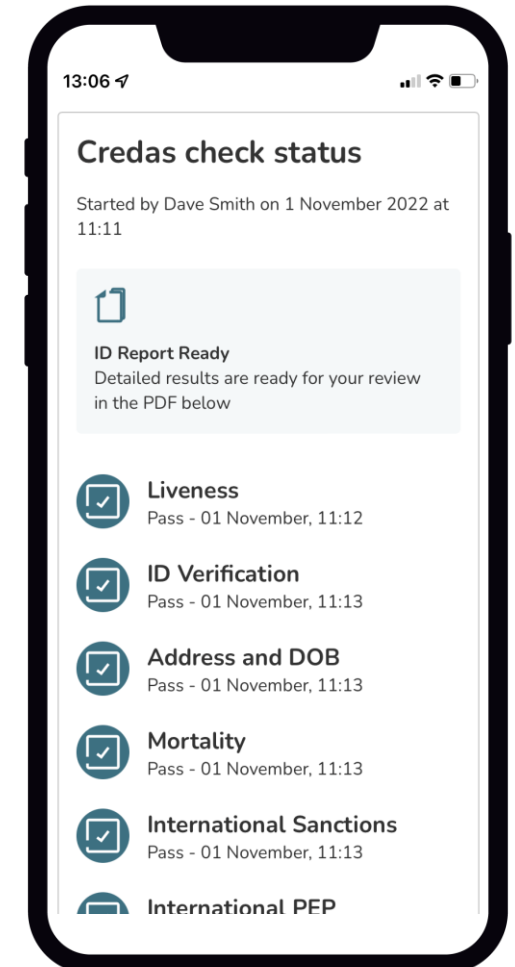 13:06
Credas check status
Started by Dave Smith on 1 November 2022 at
11:11
ID Report Ready
Detailed results are ready for your review
in the PDF below
Liveness
Pass - 01 November, 11:12
ID Verification
Pass - 01 November, 11:13
Address and DOB
Pass - 01 November, 11:13
Mortality
Pass - 01 November, 11:13
International Sanctions
Pass - 01 November, 11:13
International PEP